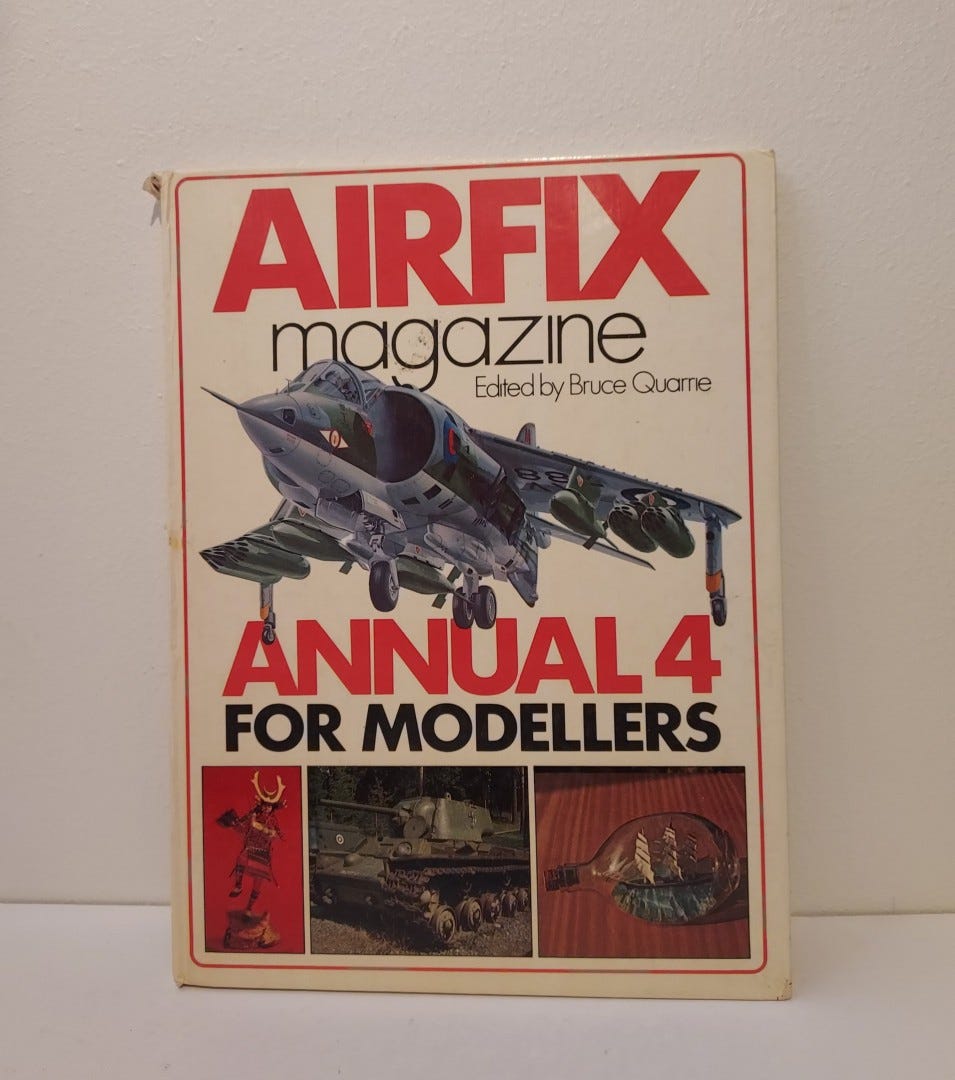 AIRFIX
magazine
Edited by Bruce Quarrie
ANNUAL 4
FOR MODELLERS